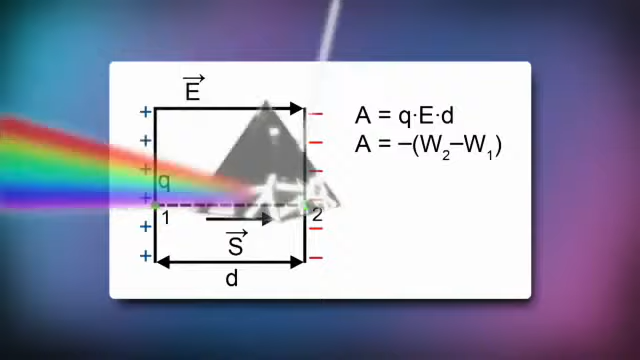 E
A = q·E·d
A = –(W₂–W₁)
q
1
2
S
d